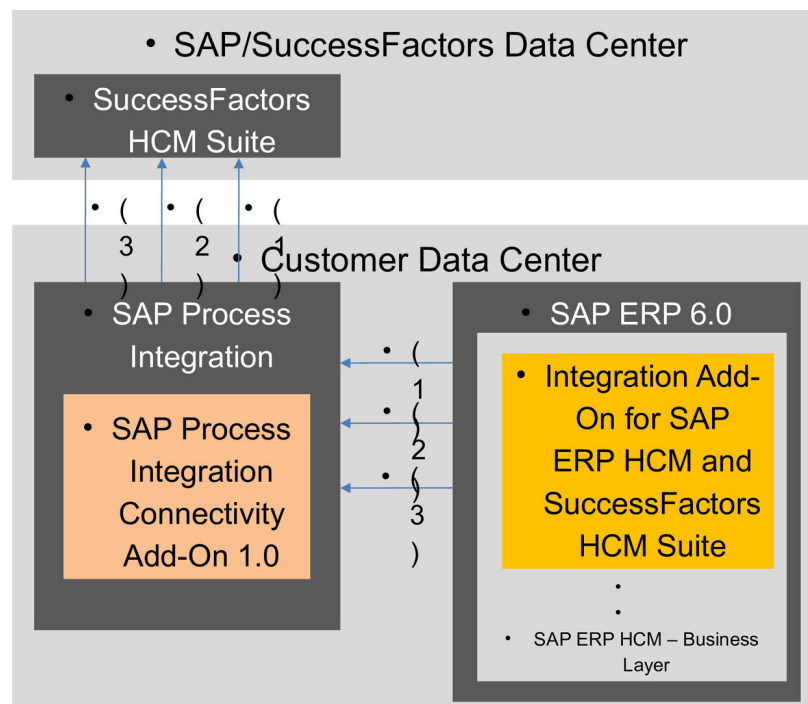 • SAP/SuccessFactors Data Center
• SuccessFactors
HCM Suite
• (
3
)
• (
2
)
• (
1
)
• Customer Data Center
• SAP Process
Integration
• SAP Process
Integration
Connectivity
Add-On 1.0
• (
1
)
• (
2
)
• (
3
)
• SAP ERP 6.0
• Integration Add-
On for SAP
ERP HCM and
SuccessFactors
HCM Suite
•
•
• SAP ERP HCM – Business
Layer